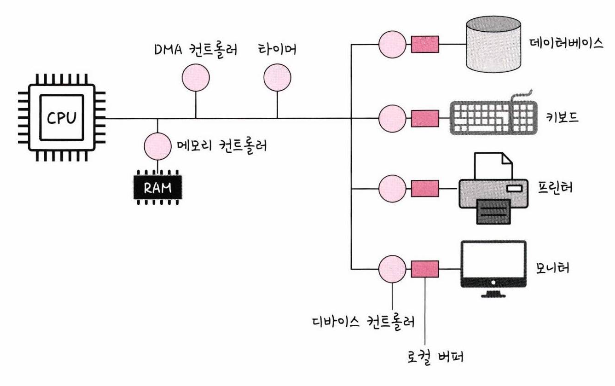 DMA 컨트롤러
타이머
데이터베이스
CPU
키보드
메모리 컨트롤러
RAM
프린터
모니터
디바이스 컨트롤러
로컬 버퍼